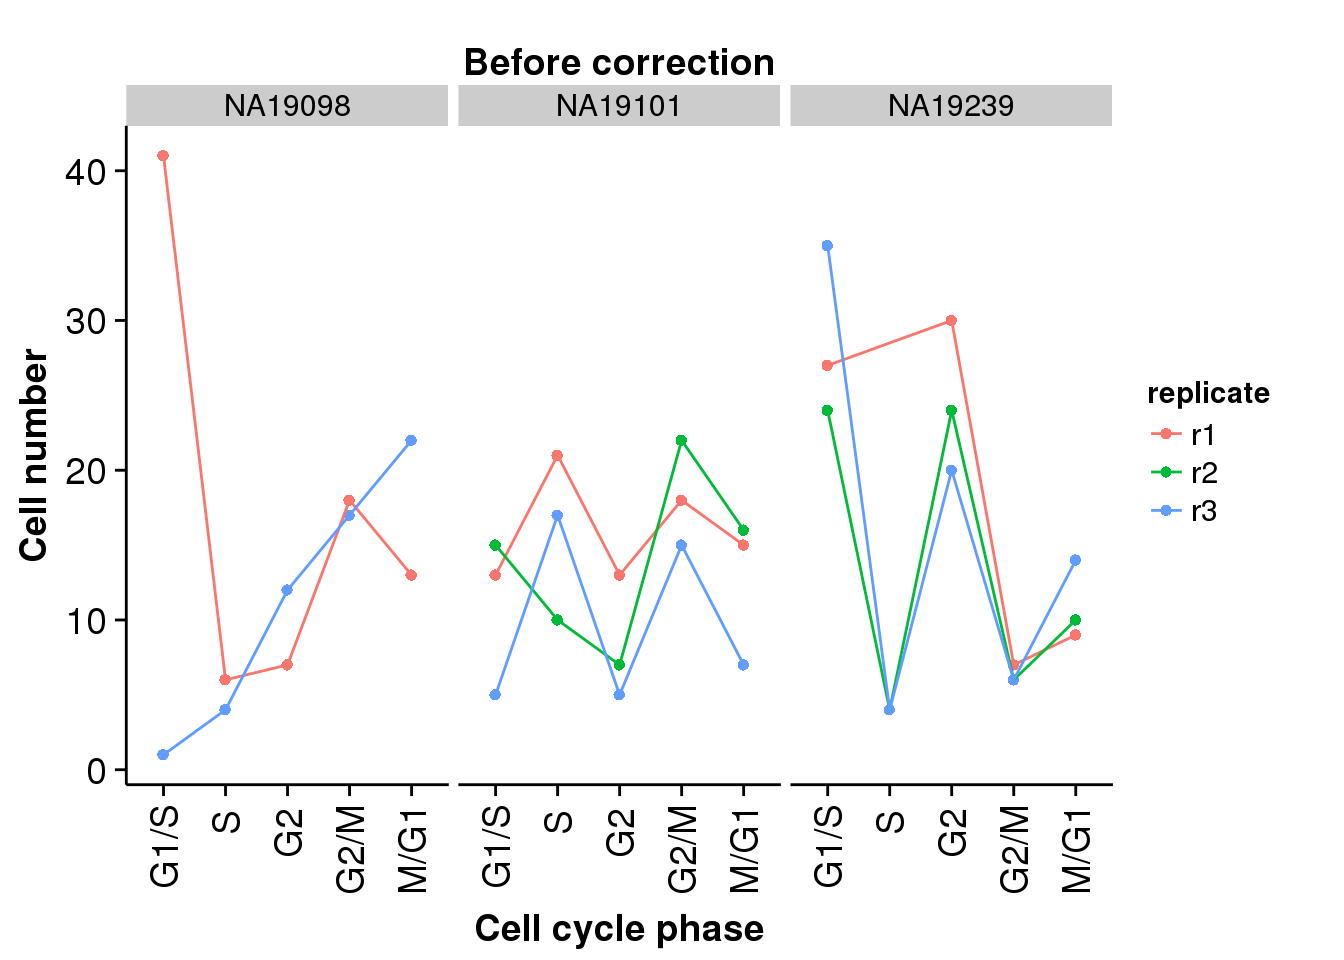 Before correction
NA19098 NA19101 NA19239
40
30
20
10
0
Cell number
G1/S S G2 G2/M M/G1 G1/S S G2 G2/M M/G1 G1/S S G2 G2/M M/G1
Cell cycle phase
replicate
r1
r2
r3